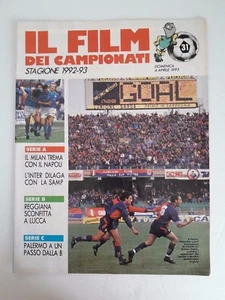 IL FILM
DEI CAMPIONATI
STAGIONE 1992-93
31
DOMENICA
4 APRILE 1993
GOAL
SERIE A
IL MILAN TREMA
CON IL NAPOLI
L'INTER DILAGA
CON LA SAMP
SERIE B
REGGIANA
SCONFITTA
A LUCCA
SERIE C
PALERMO A UN
PASSO DALLA B